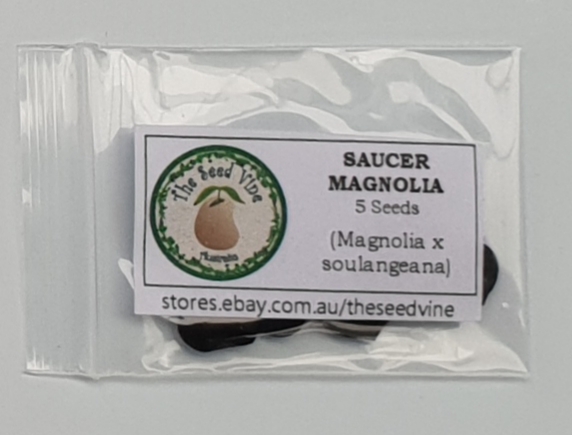 The Seed Vine
Australia
SAUCER
MAGNOLIA
5 Seeds
(Magnolia x
soulangeana)
stores.ebay.com.au/theseedvine